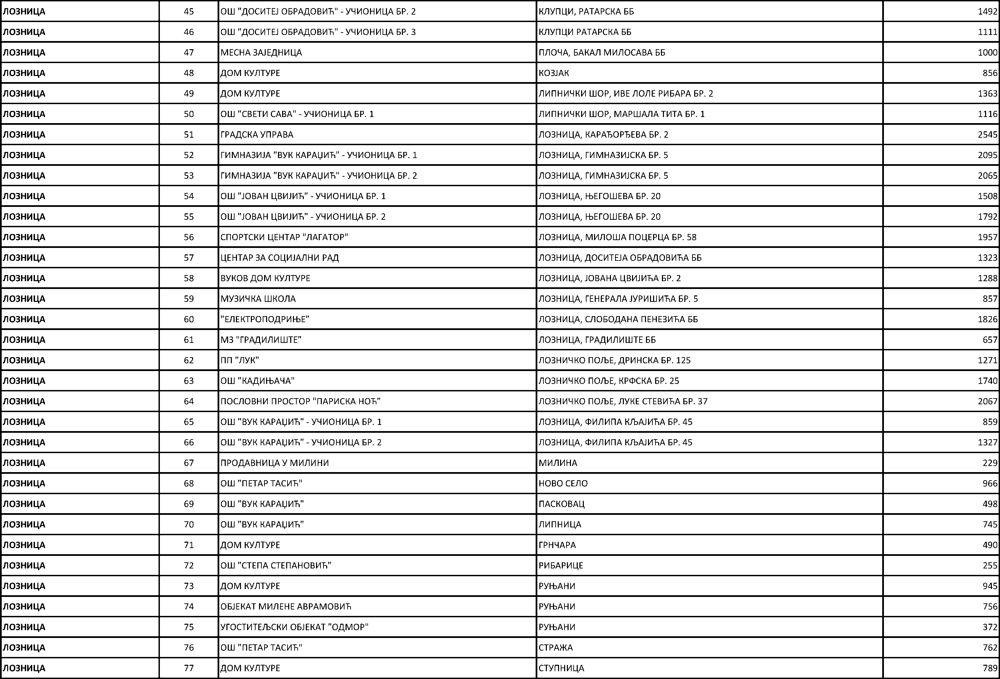 ЛОЗНИЦА 45 ОШ "ДОСИТЕЈ ОБРАДОВИЋ" - УЧИОНИЦА БР. 2 КЛУПЦИ, РАТАРСКА ББ 1492
ЛОЗНИЦА 46 ОШ "ДОСИТЕЈ ОБРАДОВИЋ" - УЧИОНИЦА БР. 3 КЛУПЦИ РАТАРСКА ББ 1111
ЛОЗНИЦА 47 МЕСНА ЗАЈЕДНИЦА ПЛОЧА, БАКАЛ МИЛОСАВА ББ 1000
ЛОЗНИЦА 48 ДОМ КУЛТУРЕ КОЗЈАК 856
ЛОЗНИЦА 49 ДОМ КУЛТУРЕ ЛИПНИЧКИ ШОР, ИВЕ ЛОЛЕ РИБАРА БР. 2 1363
ЛОЗНИЦА 50 ОШ "СВЕТИ САВА" - УЧИОНИЦА БР. 1 ЛИПНИЧКИ ШОР, МАРШАЛА ТИТА БР. 1 1116
ЛОЗНИЦА 51 ГРАДСКА УПРАВА ЛОЗНИЦА, КАРАЂОРЂЕВА БР. 2 2545
ЛОЗНИЦА 52 ГИМНАЗИЈА "ВУК КАРАЏИЋ" - УЧИОНИЦА БР. 1 ЛОЗНИЦА, ГИМНАЗИЈСКА БР. 5 2095
ЛОЗНИЦА 53 ГИМНАЗИЈА "ВУК КАРАЏИЋ" - УЧИОНИЦА БР. 2 ЛОЗНИЦА, ГИМНАЗИЈСКА БР. 5 2065
ЛОЗНИЦА 54 ОШ "ЈОВАН ЦВИЈИЋ" - УЧИОНИЦА БР. 1 ЛОЗНИЦА, ЊЕГОШЕВА БР. 20 1508
ЛОЗНИЦА 55 ОШ "ЈОВАН ЦВИЈИЋ" - УЧИОНИЦА БР. 2 ЛОЗНИЦА, ЊЕГОШЕВА БР. 20 1792
ЛОЗНИЦА 56 СПОРТСКИ ЦЕНТАР "ЛАГАТОР" ЛОЗНИЦА, МИЛОША ПОЦЕРЦА БР. 58 1957
ЛОЗНИЦА 57 ЦЕНТАР ЗА СОЦИЈАЛНИ РАД ЛОЗНИЦА, ДОСИТЕЈА ОБРАДОВИЋА ББ 1323
ЛОЗНИЦА 58 ВУКОВ ДОМ КУЛТУРЕ ЛОЗНИЦА, ЈОВАНА ЦВИЈИЋА БР. 2 1288
ЛОЗНИЦА 59 МУЗИЧКА ШКОЛА ЛОЗНИЦА, ГЕНЕРАЛА ЈУРИШИЋА БР. 5 857
ЛОЗНИЦА 60 "ЕЛЕКТРОПОДРИЊЕ" ЛОЗНИЦА, СЛОБОДАНА ПЕНЕЗИЋА ББ 1826
ЛОЗНИЦА 61 МЗ "ГРАДИЛИШТЕ" ЛОЗНИЦА, ГРАДИЛИШТЕ ББ 657
ЛОЗНИЦА 62 ПП "ЛУК" ЛОЗНИЧКО ПОЉЕ, ДРИНСКА БР. 125 1271
ЛОЗНИЦА 63 ОШ "КАДИЊАЧА" ЛОЗНИЧКО ПОЉЕ, КРФСКА БР. 25 1740
ЛОЗНИЦА 64 ПОСЛОВНИ ПРОСТОР "ПАРИСКА НОЋ" ЛОЗНИЧКО ПОЉЕ, ЛУКЕ СТЕВИЋА БР. 37 2067
ЛОЗНИЦА 65 ОШ "ВУК КАРАЏИЋ" - УЧИОНИЦА БР. 1 ЛОЗНИЦА, ФИЛИПА КЉАЈИЋА БР. 45 859
ЛОЗНИЦА 66 ОШ "ВУК КАРАЏИЋ" - УЧИОНИЦА БР. 2 ЛОЗНИЦА, ФИЛИПА КЉАЈИЋА БР. 45 1327
ЛОЗНИЦА 67 ПРОДАВНИЦА У МИЛИНИ МИЛИНА 229
ЛОЗНИЦА 68 ОШ "ПЕТАР ТАСИЋ" НОВО СЕЛО 966
ЛОЗНИЦА 69 ОШ "ВУК КАРАЏИЋ" ПАСКОВАЦ 498
ЛОЗНИЦА 70 ОШ "ВУК КАРАЏИЋ" ЛИПНИЦА 745
ЛОЗНИЦА 71 ДОМ КУЛТУРЕ ГРНЧАРА 490
ЛОЗНИЦА 72 ОШ "СТЕПА СТЕПАНОВИЋ" РИБАРИЦЕ 255
ЛОЗНИЦА 73 ДОМ КУЛТУРЕ РУЊАНИ 945
ЛОЗНИЦА 74 ОБЈЕКАТ МИЛЕНЕ АВРАМОВИЋ РУЊАНИ 756
ЛОЗНИЦА 75 УГОСТИТЕЉСКИ ОБЈЕКАТ "ОДМОР" РУЊАНИ 372
ЛОЗНИЦА 76 ОШ "ПЕТАР ТАСИЋ" СТРАЖА 762
ЛОЗНИЦА 77 ДОМ КУЛТУРЕ СТУПНИЦА 789